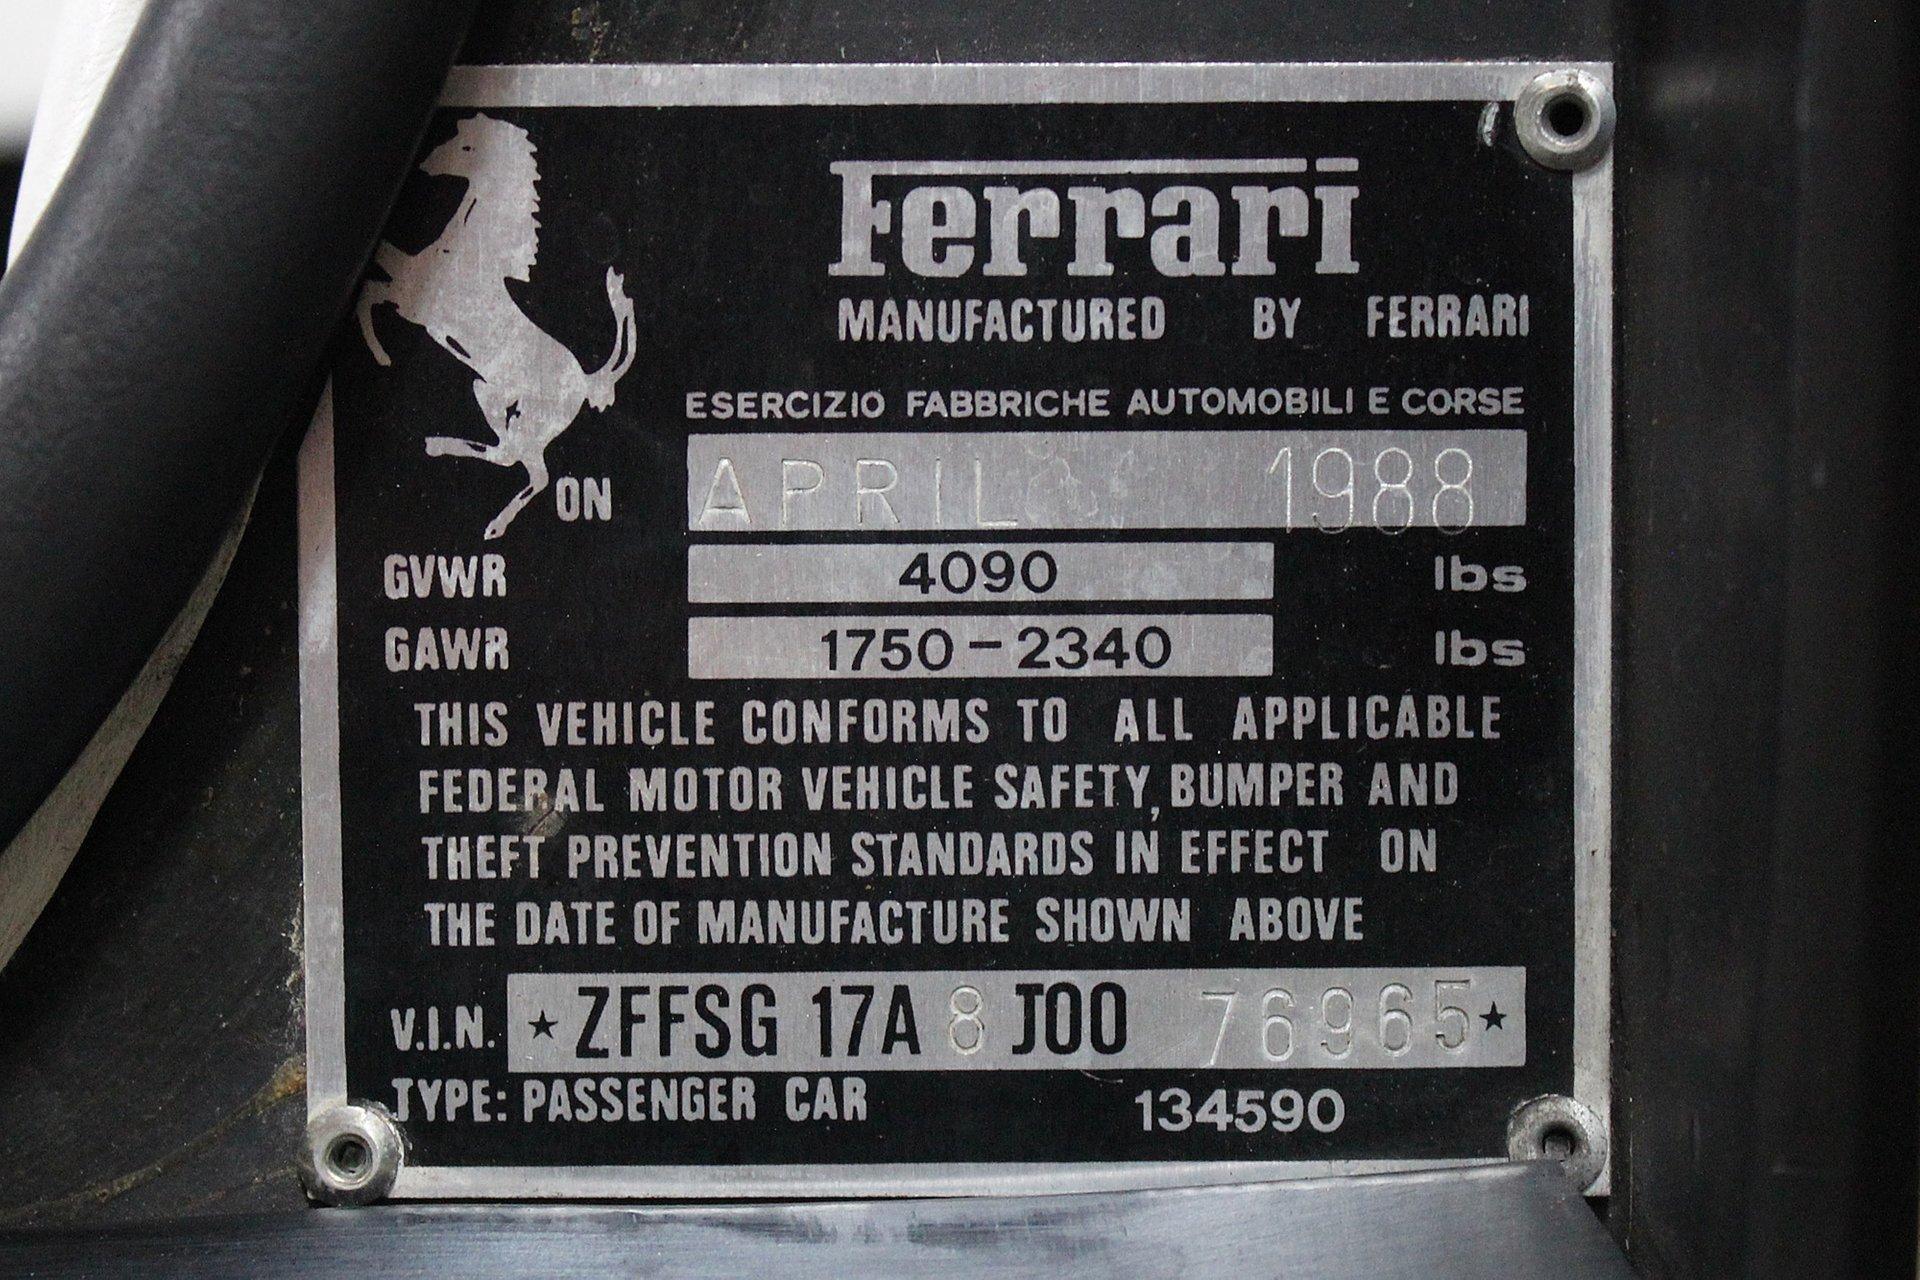 Ferrari
MANUFACTURED BY FERRARI
ESERCIZIO FABBRICHE AUTOMOBILI E CORSE
ON APRIL 1988
GVWR 4090 lbs
GAWR 1750-2340 lbs
THIS VEHICLE CONFORMS TO ALL APPLICABLE
FEDERAL MOTOR VEHICLE SAFETY, BUMPER AND
THEFT PREVENTION STANDARDS IN EFFECT ON
THE DATE OF MANUFACTURE SHOWN ABOVE
V.I.N. ★ ZFFSG 17A 8 J00 76965 ★
TYPE: PASSENGER CAR 134590